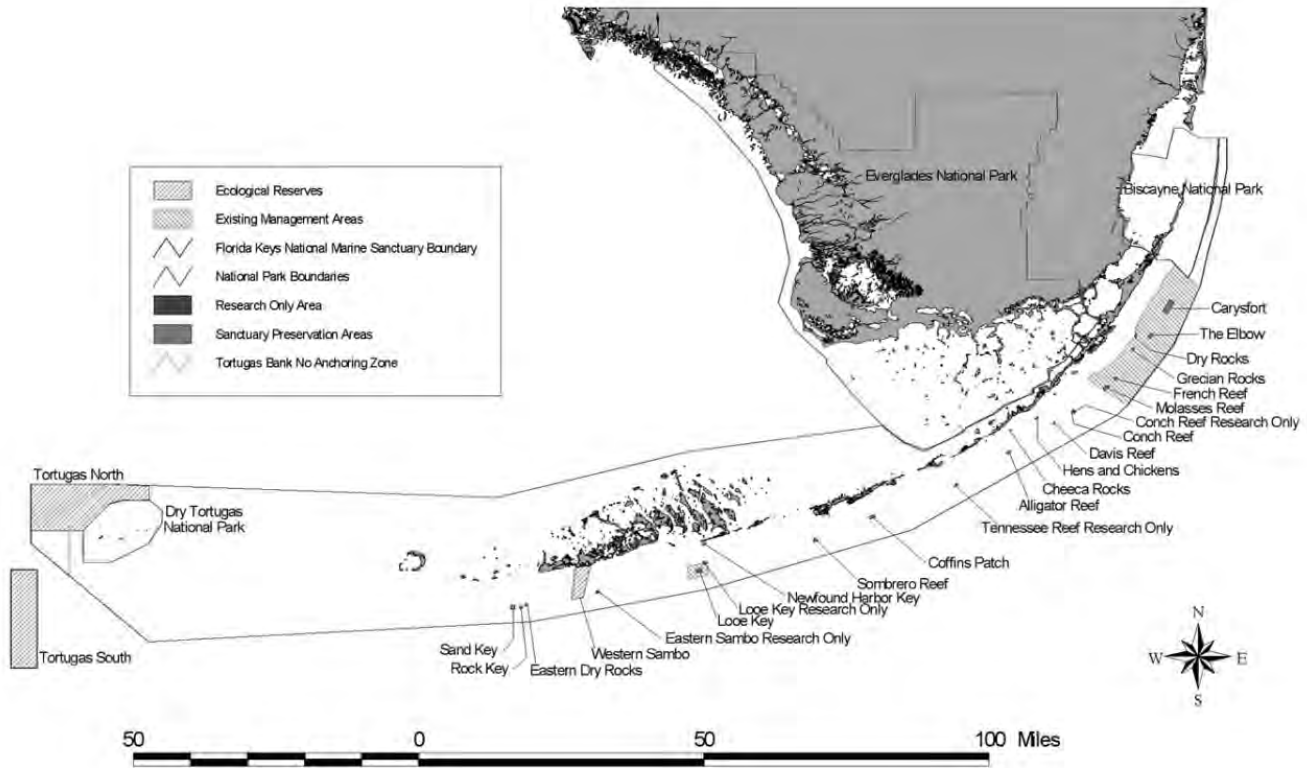 Ecological Reserves
Existing Management Areas
Florida Keys National Marine Sanctuary Boundary
National Park Boundaries
Research Only Area
Sanctuary Preservation Areas
Tortugas Bank No Anchoring Zone
Everglades National Park
Biscayne National Park
Carysfort
The Elbow
Dry Rocks
Grecian Rocks
French Reef
Molasses Reef
Conch Reef Research Only
Conch Reef
Davis Reef
Hens and Chickens
Checca Rocks
Alligator Reef
Tennessee Reef Research Only
Coffins Patch
Sombrero Reef
Newfound Harbor Key
Looe Key Research Only
Looe Key
Eastern Sambo Research Only
Western Sambo
Eastern Dry Rocks
Rock Key
Sand Key
Tortugas North
Dry Tortugas
National Park
Tortugas South
N
W E
S
50 0 50 100 Miles